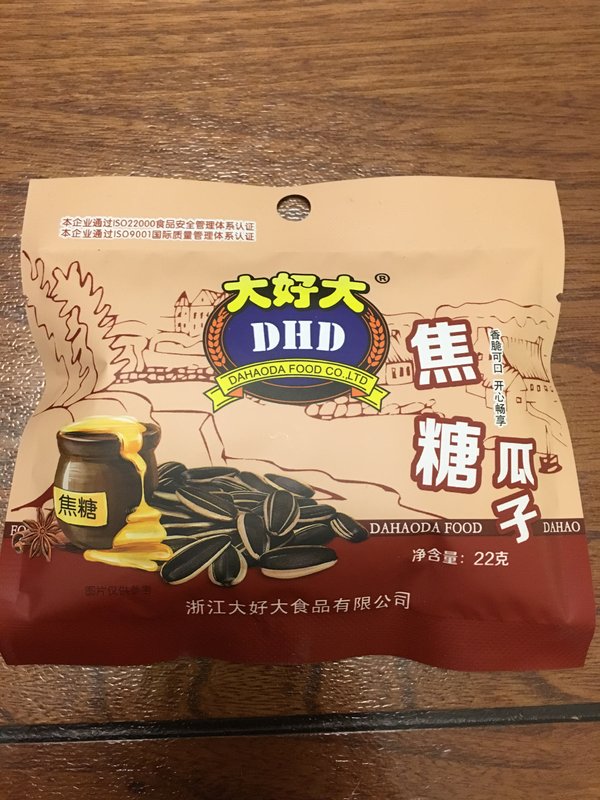 本企业通过ISO22000食品安全管理体系认证
本企业通过ISO9001国际质量管理体系认证
大好大®
DHD
DAHAODA FOOD CO.,LTD
焦糖
瓜子
香脆可口 开心畅享
焦糖
FO
DAHAODA FOOD
DAHAO
净含量：22克
图片仅供参考
浙江大好大食品有限公司